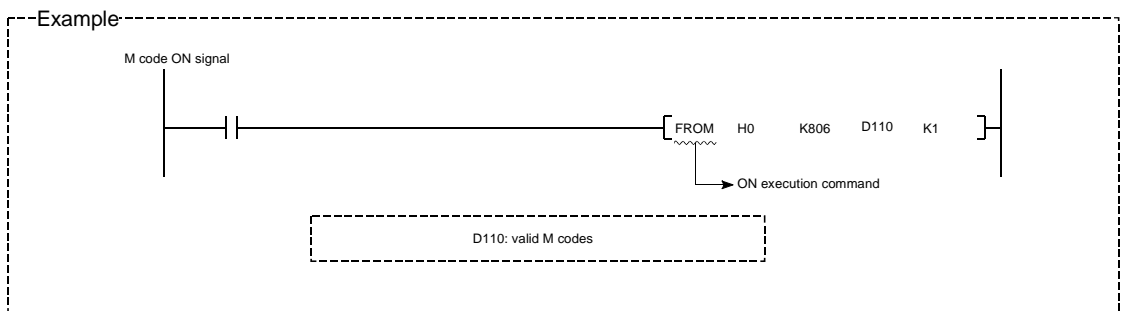 Example
M code ON signal
FROM H0 K806 D110 K1
ON execution command
D110: valid M codes